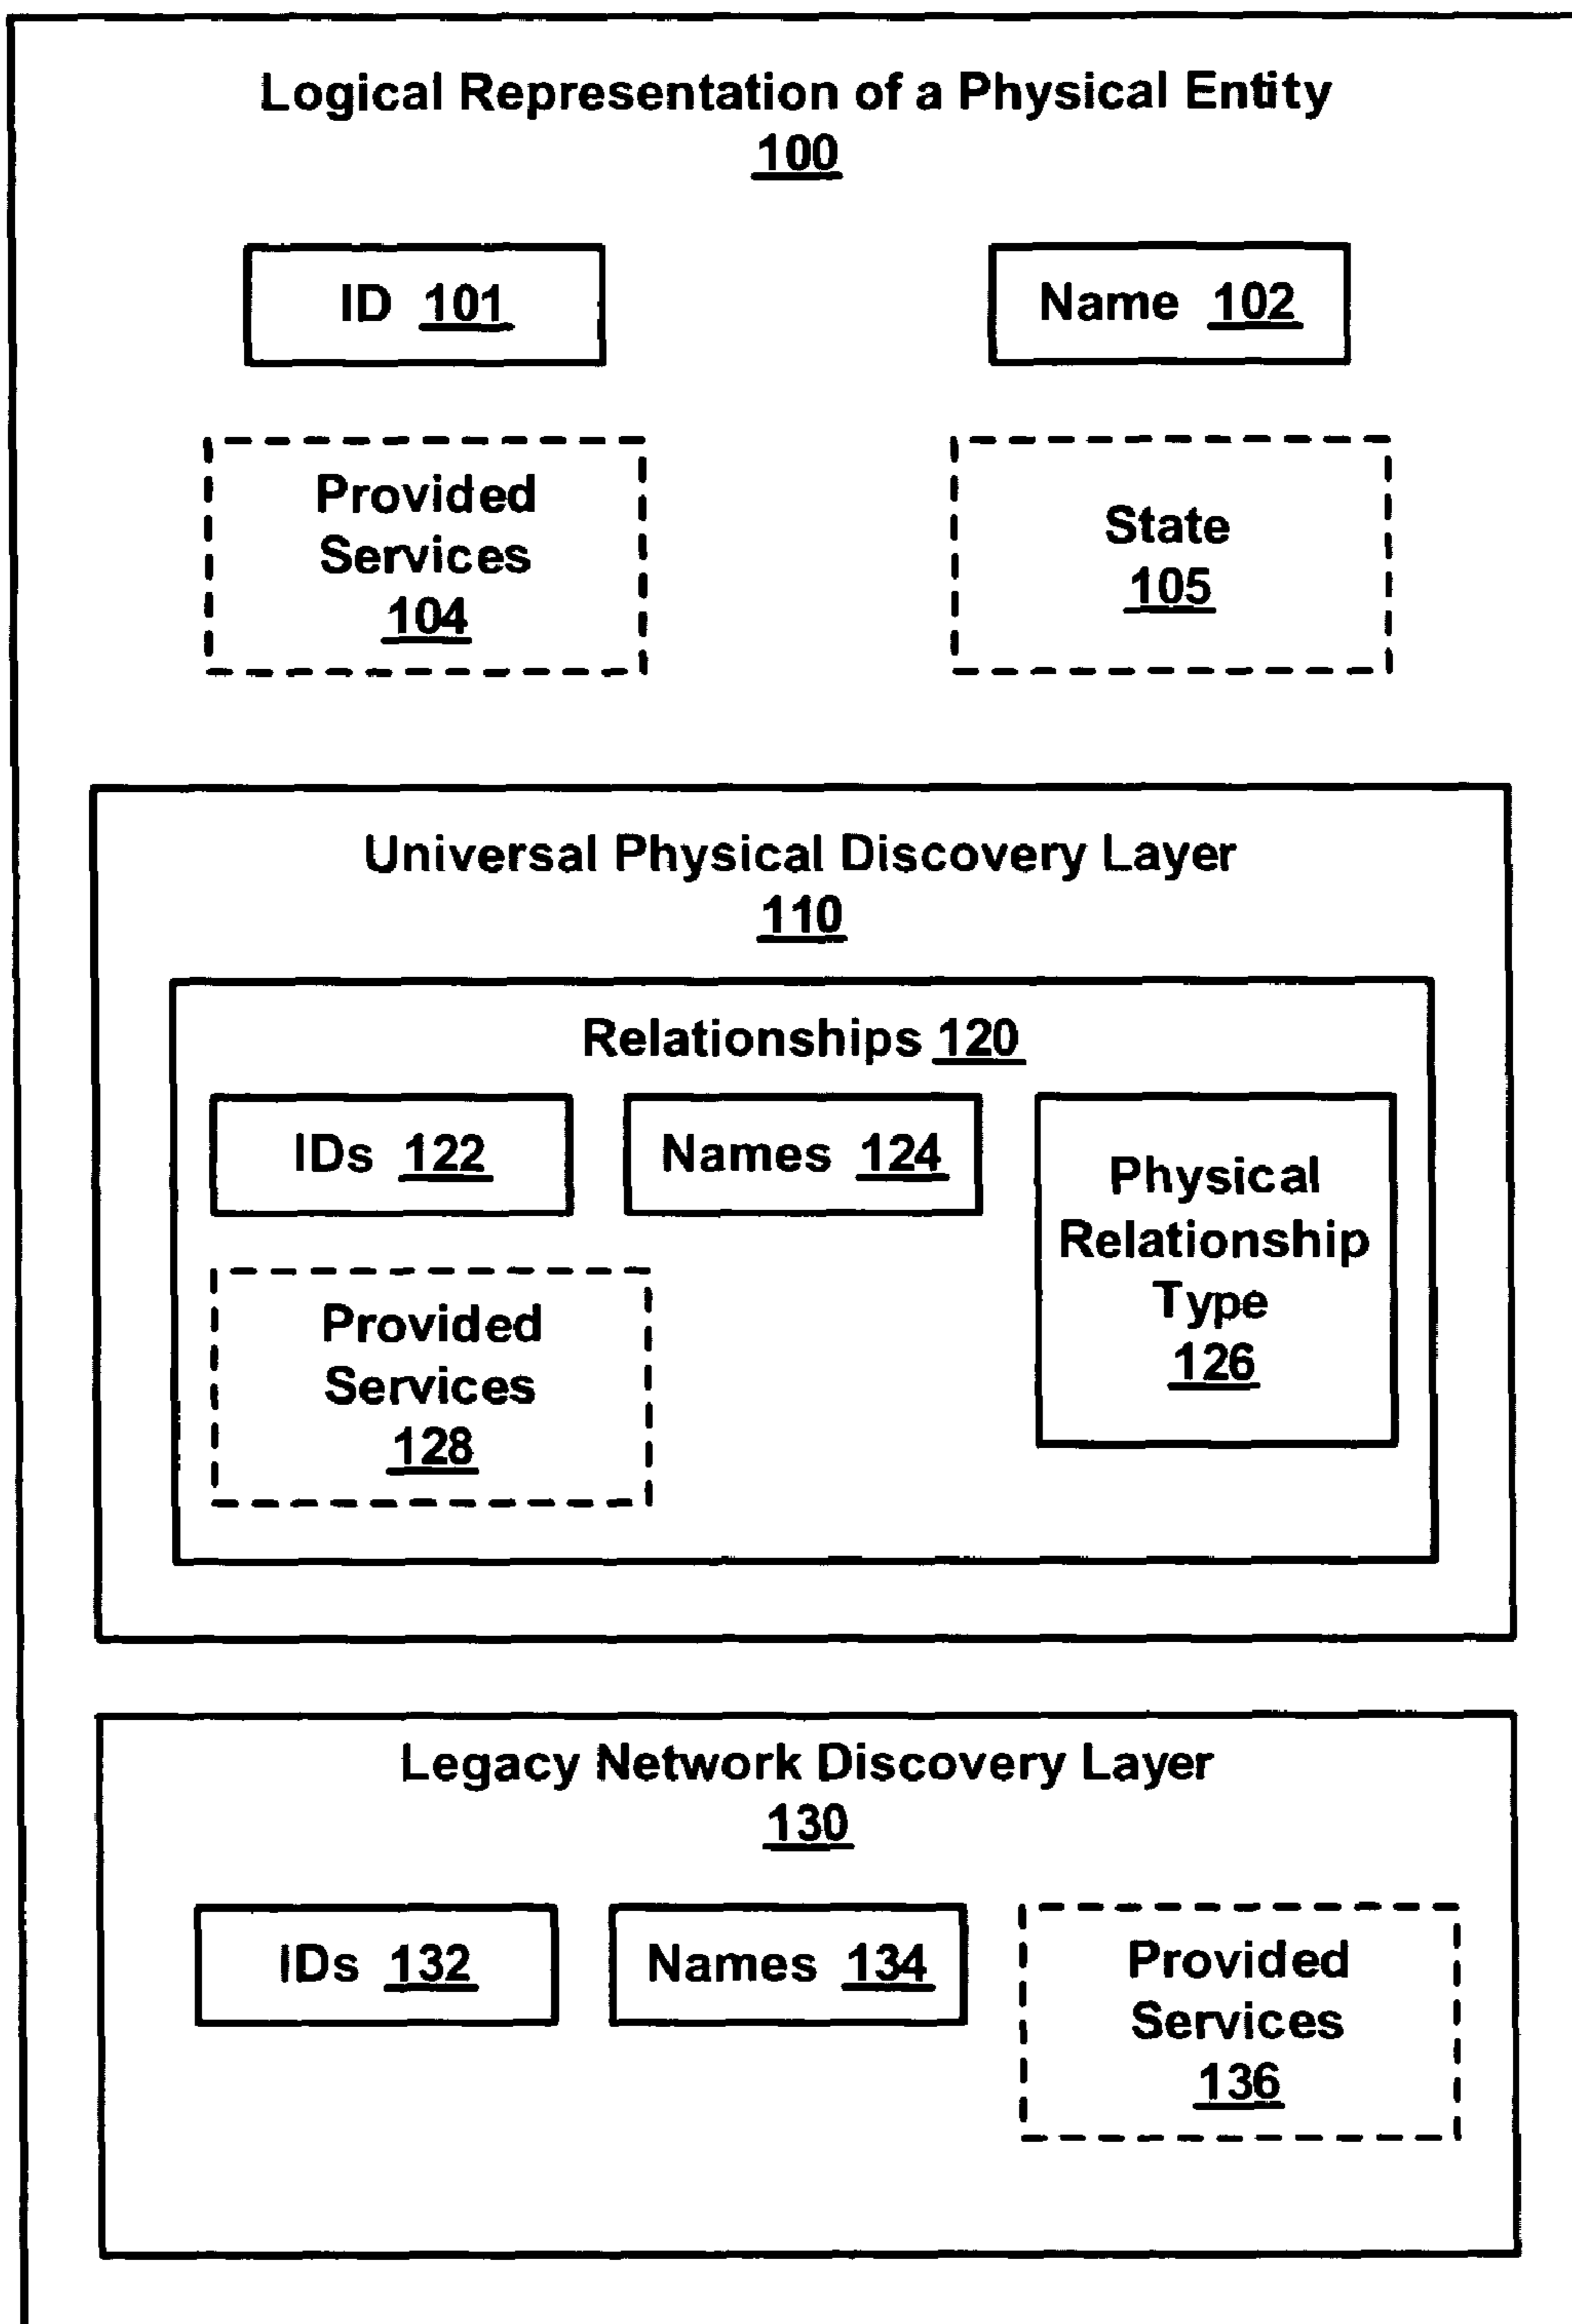 Logical Representation of a Physical Entity
100
ID 101
Name 102
Provided
Services
104
State
105
Universal Physical Discovery Layer
110
Relationships 120
IDs 122
Names 124
Physical
Relationship
Type
126
Provided
Services
128
Legacy Network Discovery Layer
130
IDs 132
Names 134
Provided
Services
136